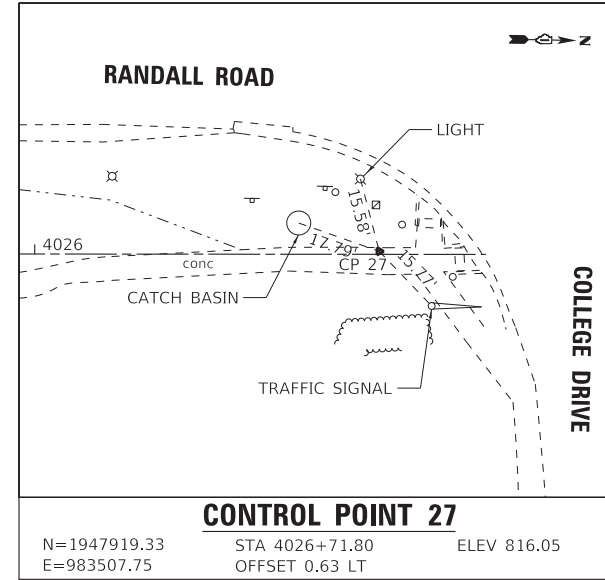 N
RANDALL ROAD
LIGHT
15.58'
4026
17.79'
conc
CP 27
15.77'
CATCH BASIN
COLLEGE DRIVE
TRAFFIC SIGNAL
CONTROL POINT 27
N=1947919.33 STA 4026+71.80 ELEV 816.05
E=983507.75 OFFSET 0.63 LT